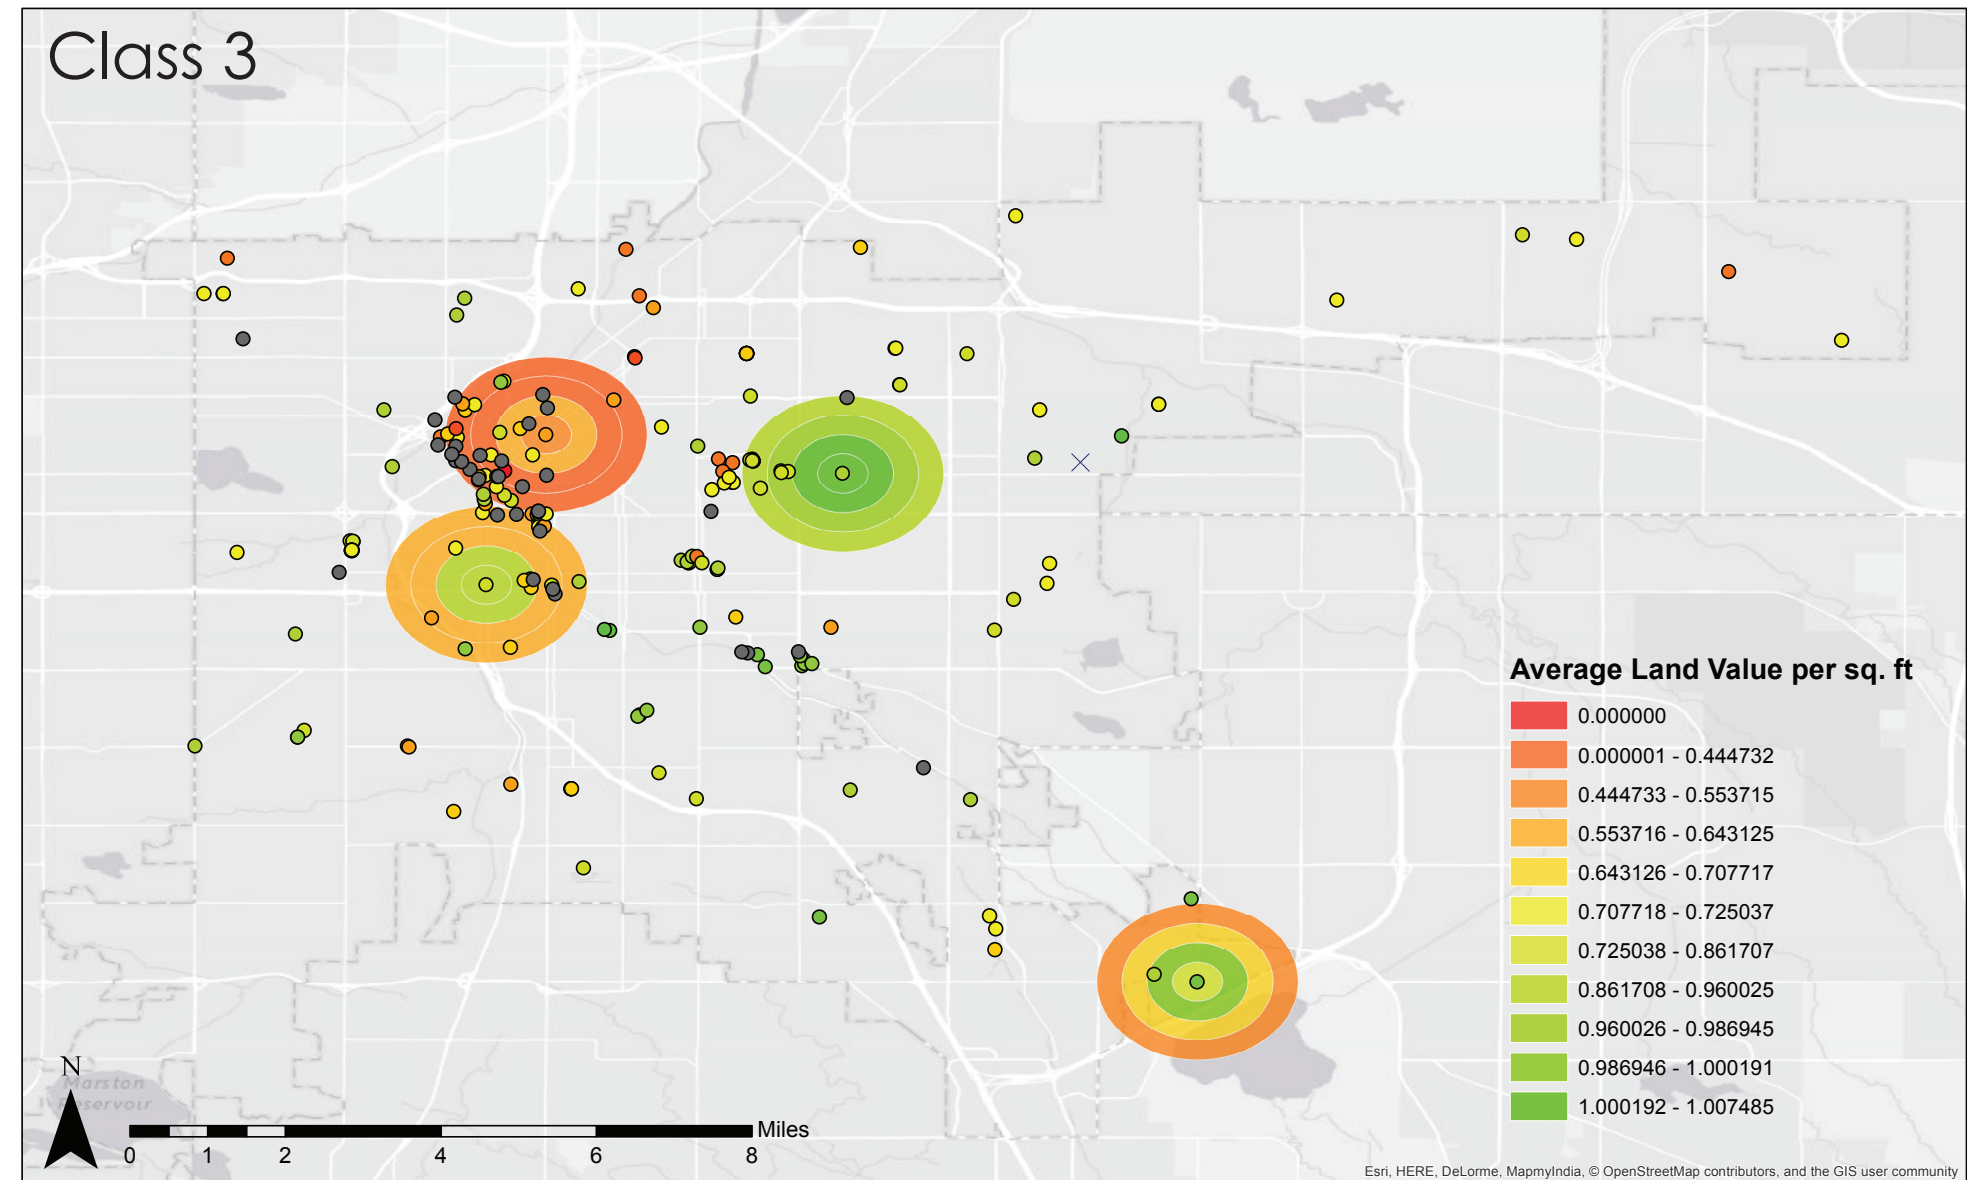 Class 3
Average Land Value per sq. ft
0.000000
0.000001 - 0.444732
0.444733 - 0.553715
0.553716 - 0.643125
0.643126 - 0.707717
0.707718 - 0.725037
0.725038 - 0.861707
0.861708 - 0.960025
0.960026 - 0.986945
0.986946 - 1.000191
1.000192 - 1.007485
N
Marston
Reservoir
Miles
0 1 2 4 6 8
Esri, HERE, DeLorme, MapmyIndia, © OpenStreetMap contributors, and the GIS user community